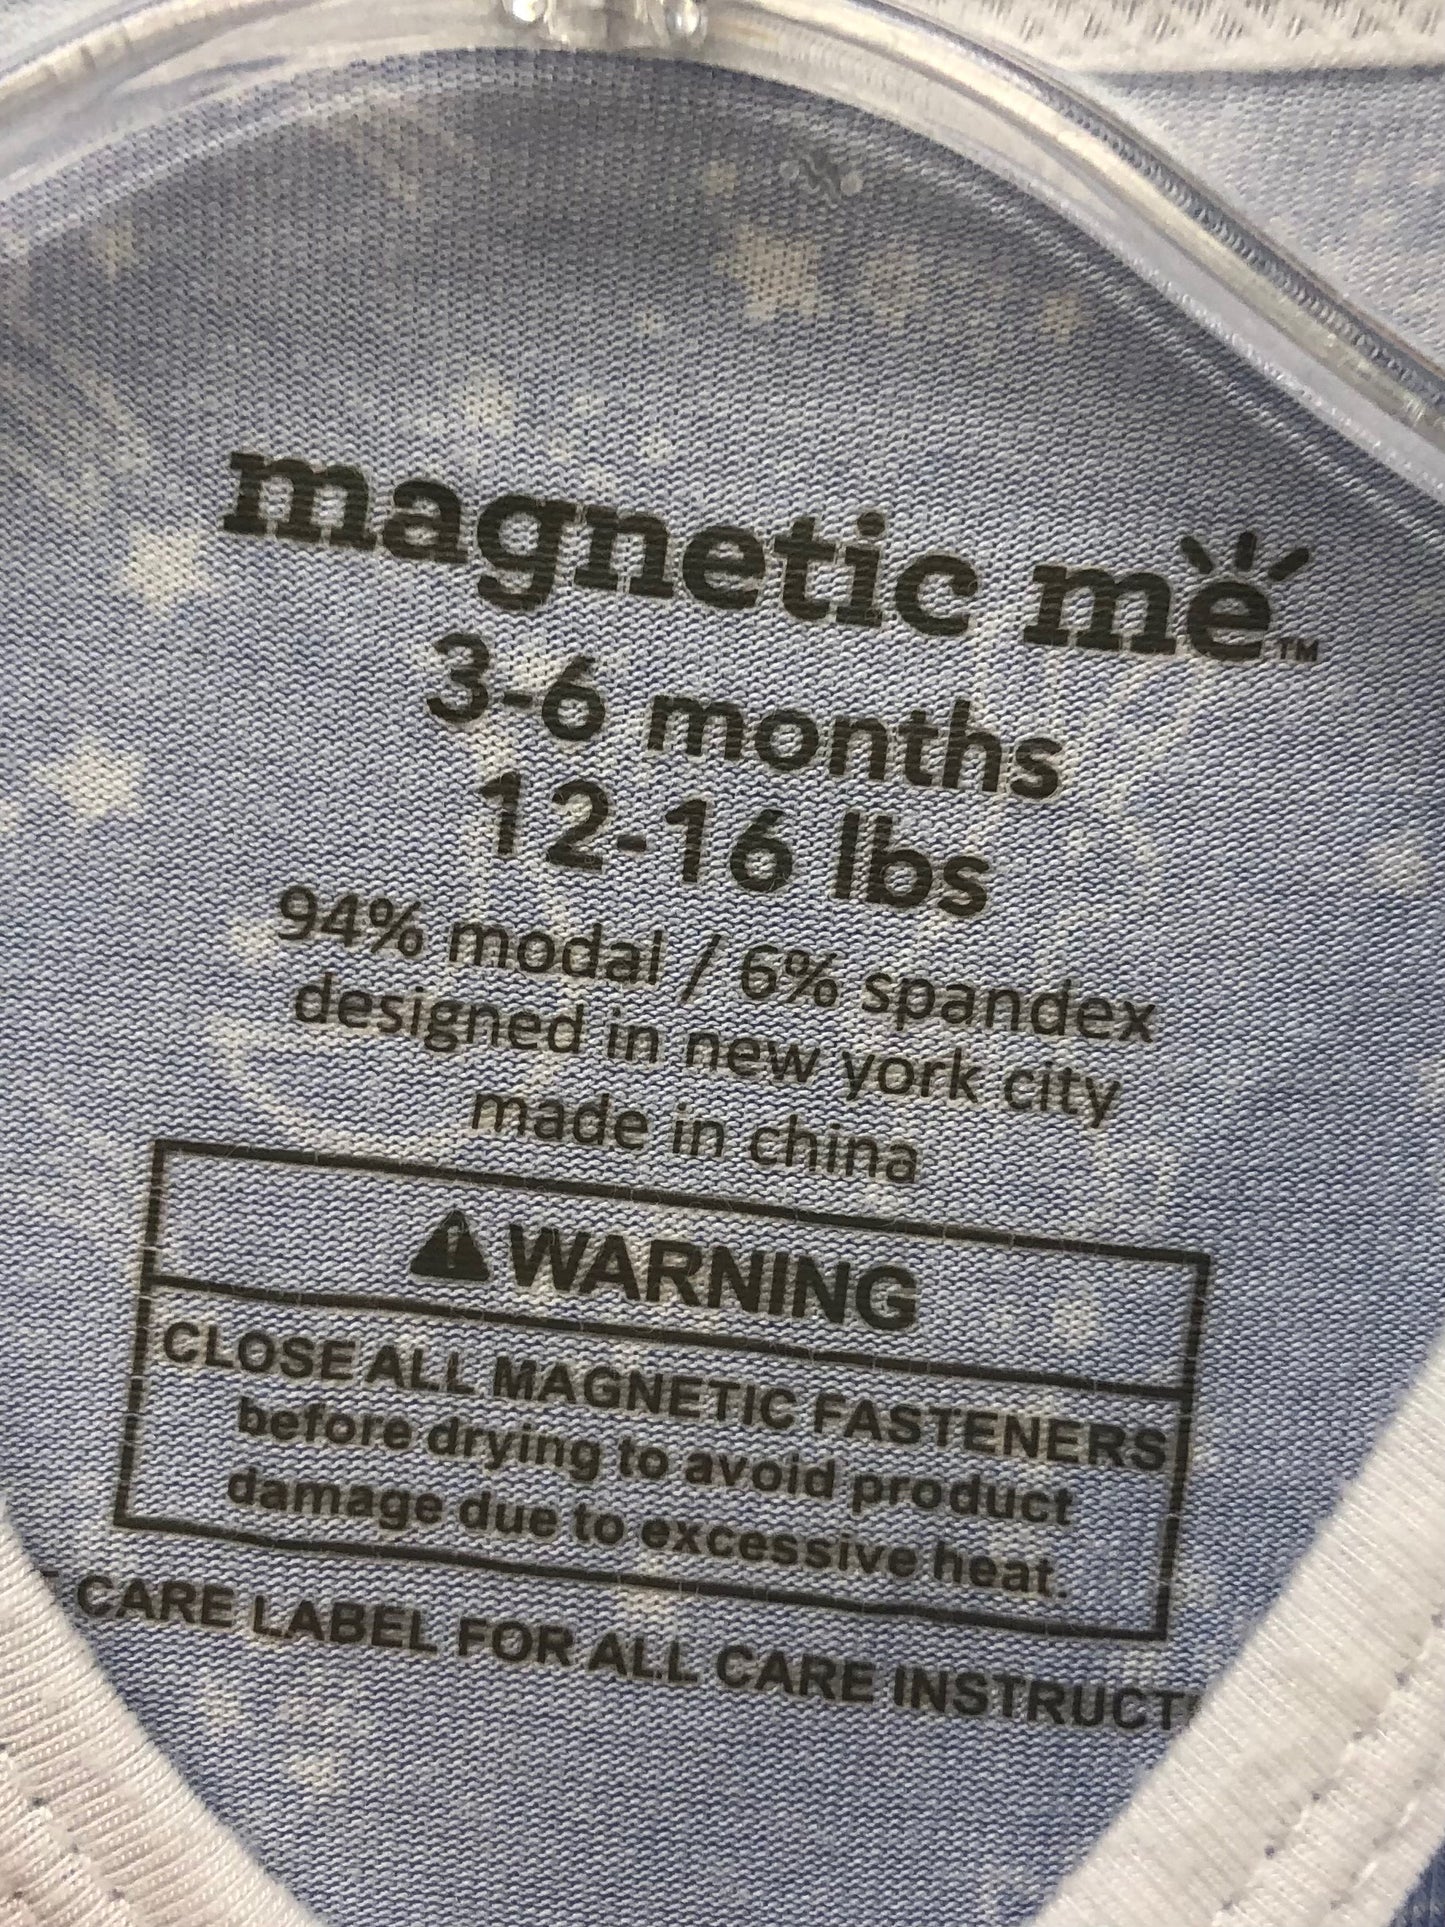 magnetic me™
3-6 months
12-16 lbs
94% modal / 6% spandex
designed in new york city
made in china
⚠ WARNING
CLOSE ALL MAGNETIC FASTENERS
before drying to avoid product
damage due to excessive heat.
CARE LABEL FOR ALL CARE